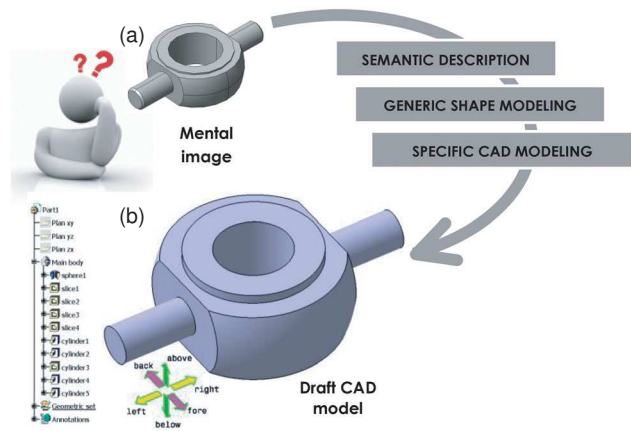 (a)
? ?
Mental
image
SEMANTIC DESCRIPTION
GENERIC SHAPE MODELING
SPECIFIC CAD MODELING
(b)
Part1
Plan xy
Plan yz
Plan zx
Main body
sphere1
slice1
slice2
slice3
slice4
cylinder1
cylinder2
cylinder3
cylinder4
cylinder5
Geometric set
Annotations
above
back
right
left
fore
below
Draft CAD
model